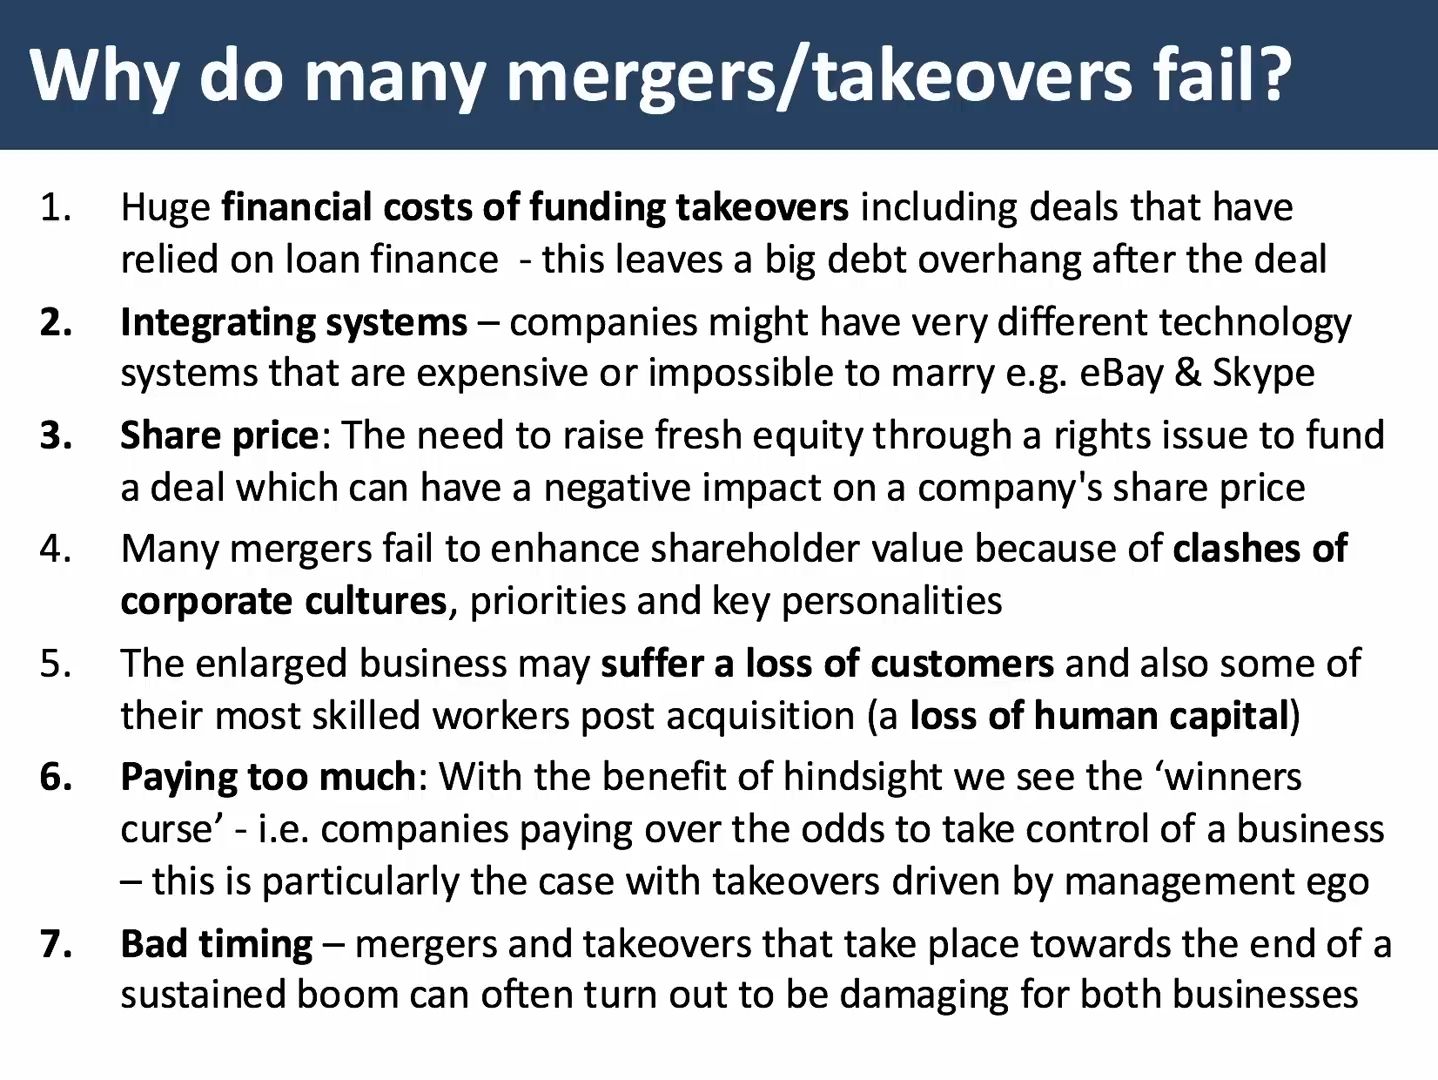 Why do many mergers/takeovers fail?
1. Huge financial costs of funding takeovers including deals that have
relied on loan finance  - this leaves a big debt overhang after the deal
2. Integrating systems – companies might have very different technology
systems that are expensive or impossible to marry e.g. eBay & Skype
3. Share price: The need to raise fresh equity through a rights issue to fund
a deal which can have a negative impact on a company's share price
4. Many mergers fail to enhance shareholder value because of clashes of
corporate cultures, priorities and key personalities
5. The enlarged business may suffer a loss of customers and also some of
their most skilled workers post acquisition (a loss of human capital)
6. Paying too much: With the benefit of hindsight we see the ‘winners
curse’ - i.e. companies paying over the odds to take control of a business
– this is particularly the case with takeovers driven by management ego
7. Bad timing – mergers and takeovers that take place towards the end of a
sustained boom can often turn out to be damaging for both businesses